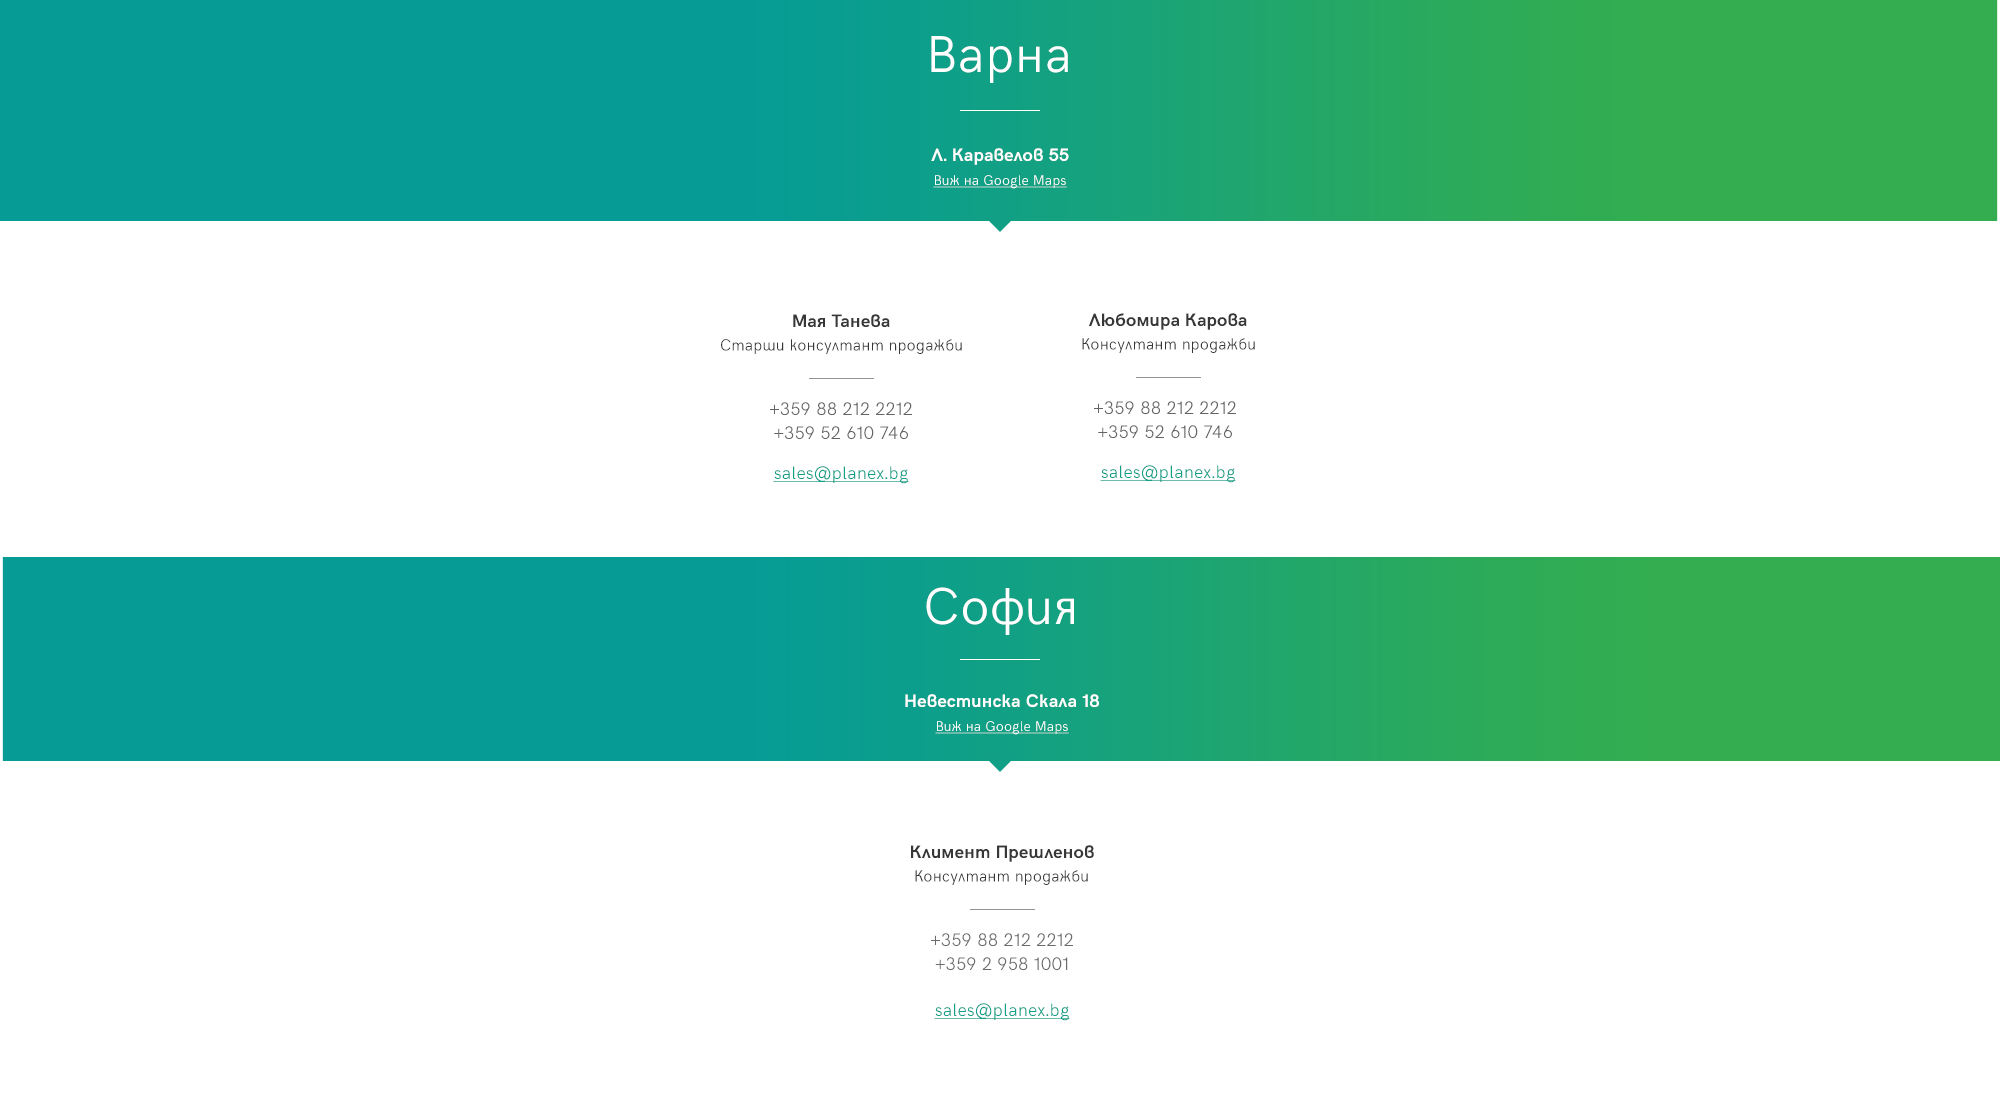 Варна
Л. Каравелов 55
Виж на Google Maps
Мая Танева
Старши консултант продажби
+359 88 212 2212
+359 52 610 746
sales@planex.bg
Любомира Карова
Консултант продажби
+359 88 212 2212
+359 52 610 746
sales@planex.bg
София
Невестинска Скала 18
Виж на Google Maps
Климент Прешленов
Консултант продажби
+359 88 212 2212
+359 2 958 1001
sales@planex.bg